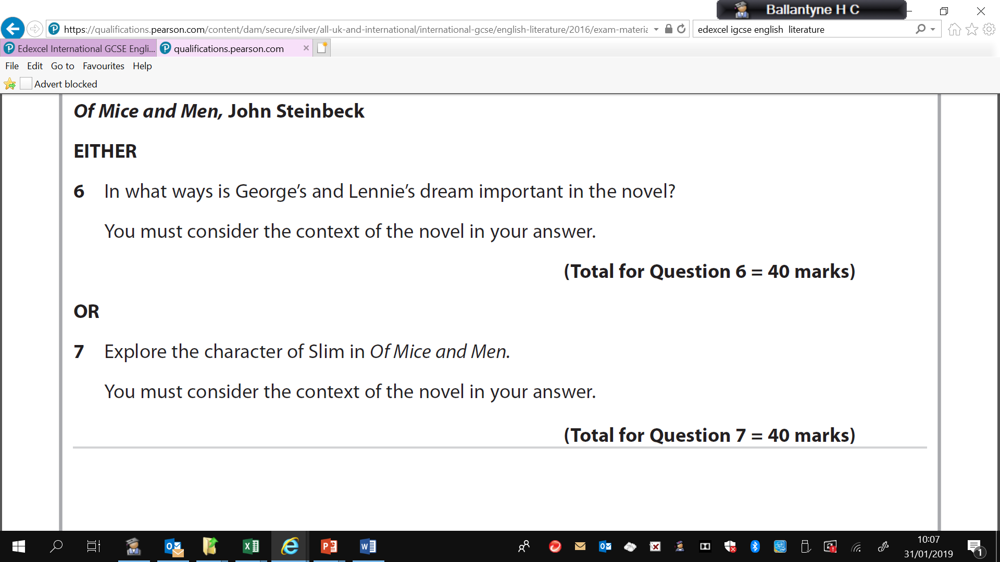 Ballantyne H C
https://qualifications.pearson.com/content/dam/secure/silver/all-uk-and-international/international-gcse/english-literature/2016/exam-materia
edexcel igcse english literature
Edexcel International GCSE Engli...
qualifications.pearson.com
File Edit Go to Favourites Help
Advert blocked
Of Mice and Men, John Steinbeck
EITHER
6 In what ways is George’s and Lennie’s dream important in the novel?
You must consider the context of the novel in your answer.
(Total for Question 6 = 40 marks)
OR
7 Explore the character of Slim in Of Mice and Men.
You must consider the context of the novel in your answer.
(Total for Question 7 = 40 marks)
10:07
31/01/2019
1